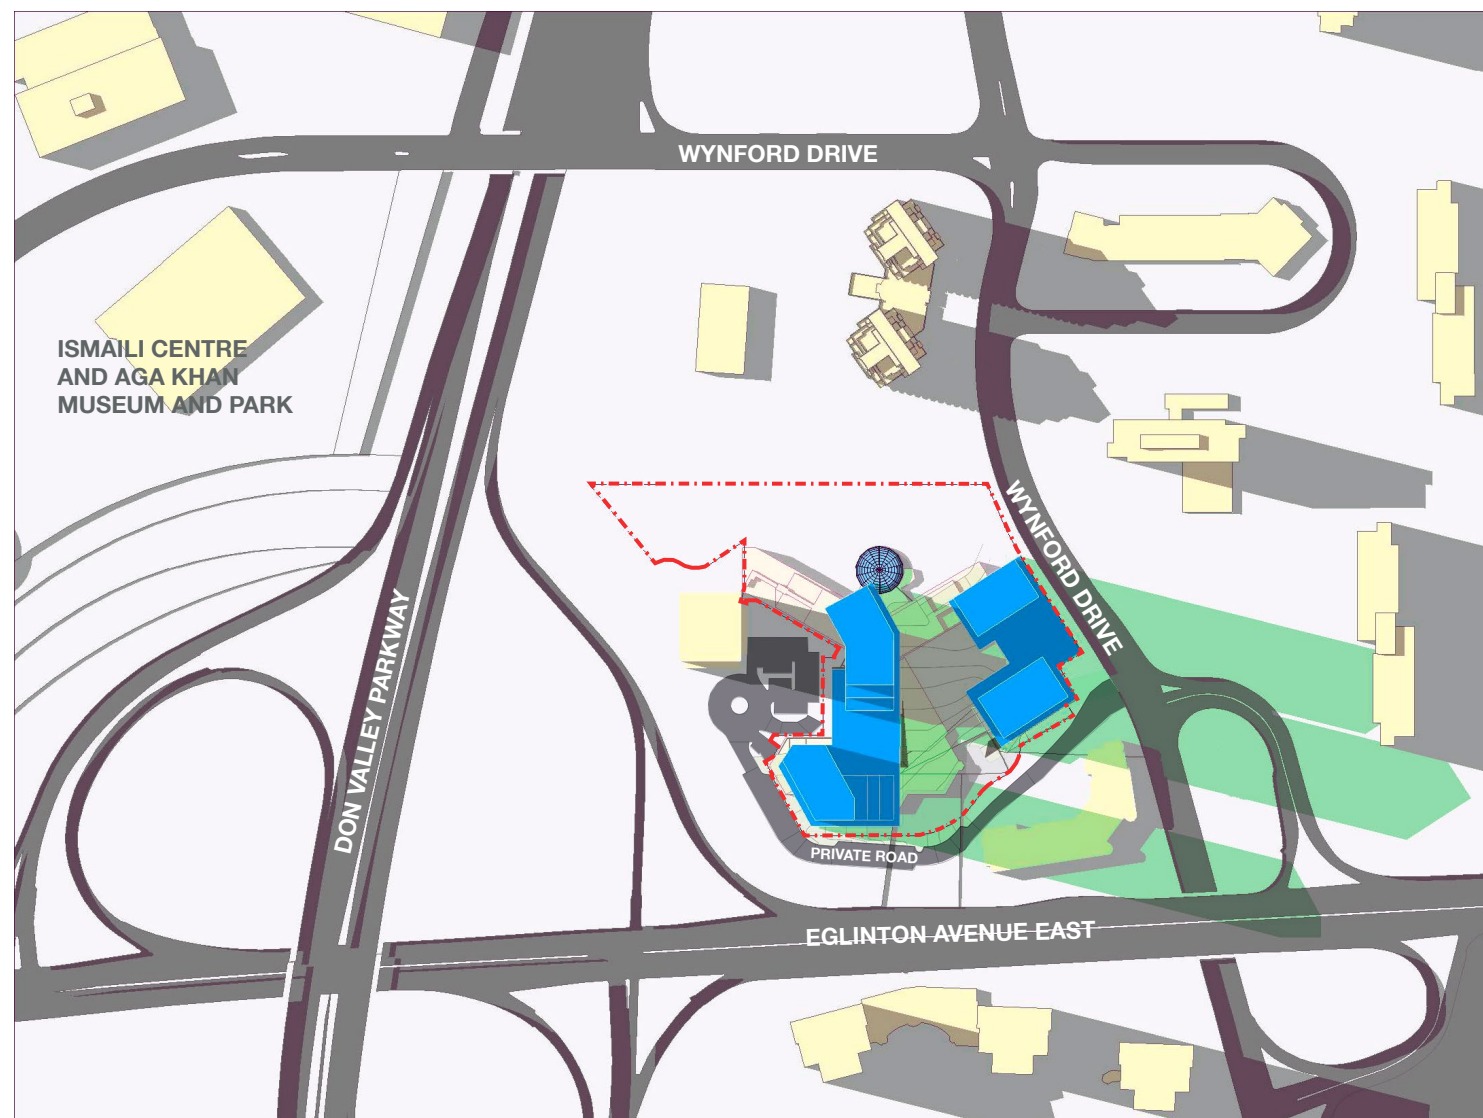 WYNFORD DRIVE
ISMAILI CENTRE
AND AGA KHAN
MUSEUM AND PARK
WYNFORD DRIVE
DON VALLEY PARKWAY
PRIVATE ROAD
EGLINTON AVENUE EAST